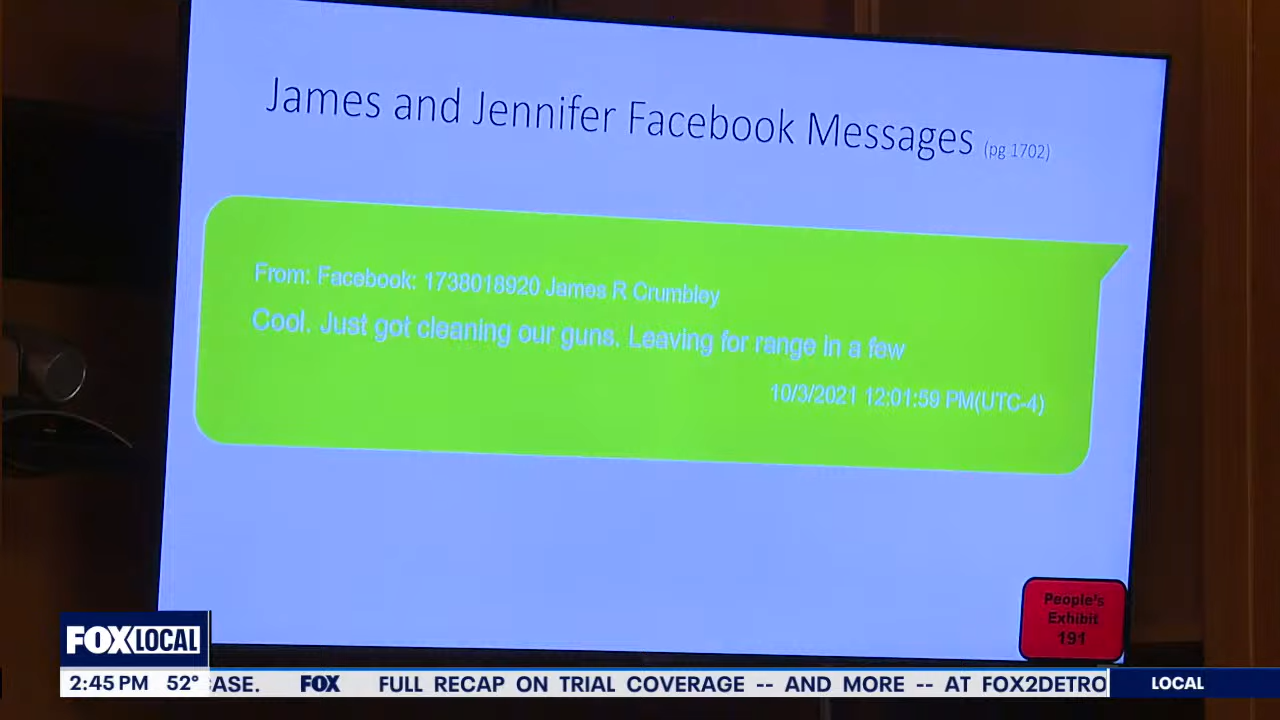 James and Jennifer Facebook Messages (pg 1702)
From: Facebook: 1738018920 James R Crumbley
Cool. Just got cleaning our guns. Leaving for range in a few
10/3/2021 12:01:59 PM(UTC-4)
People's
Exhibit
191
FOX LOCAL
2:45 PM 52° ASE. FOX FULL RECAP ON TRIAL COVERAGE -- AND MORE -- AT FOX2DETRO LOCAL